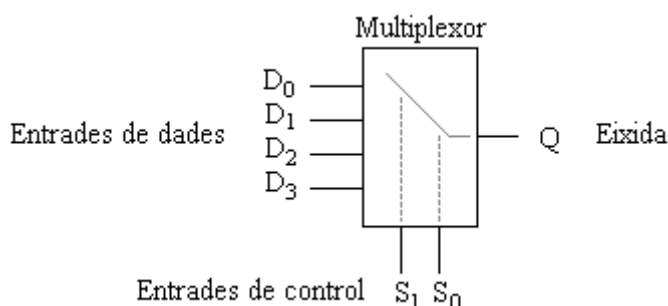 Multiplexor
D0
D1
Entrades de dades
D2
D3
Q Eixida
Entrades de control S1 S0